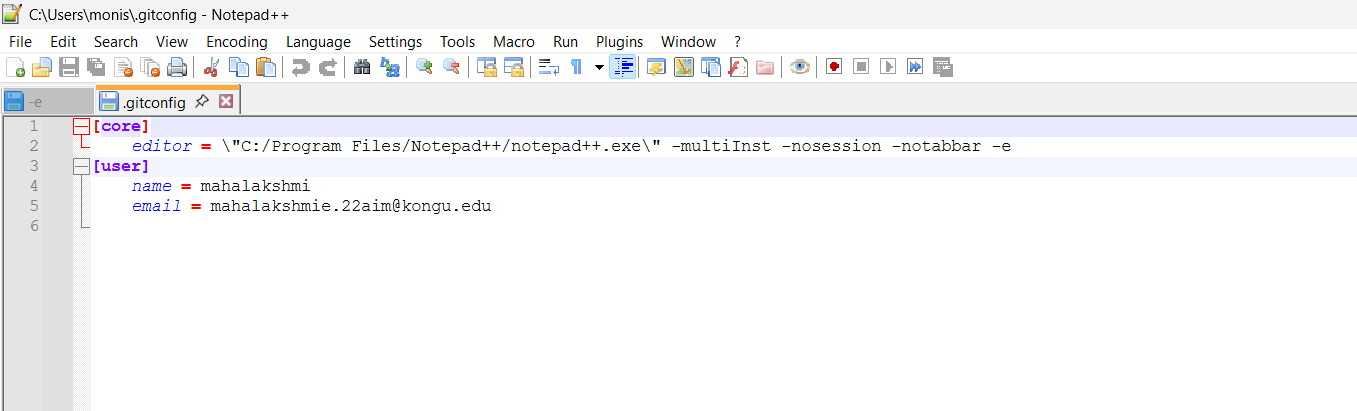 C:\Users\monis\.gitconfig - Notepad++
File Edit Search View Encoding Language Settings Tools Macro Run Plugins Window ?
-e .gitconfig
1 [core]
2 editor = \"C:/Program Files/Notepad++/notepad++.exe\" -multiInst -nosession -notabbar -e
3 [user]
4 name = mahalakshmi
5 email = mahalakshmie.22aim@kongu.edu
6